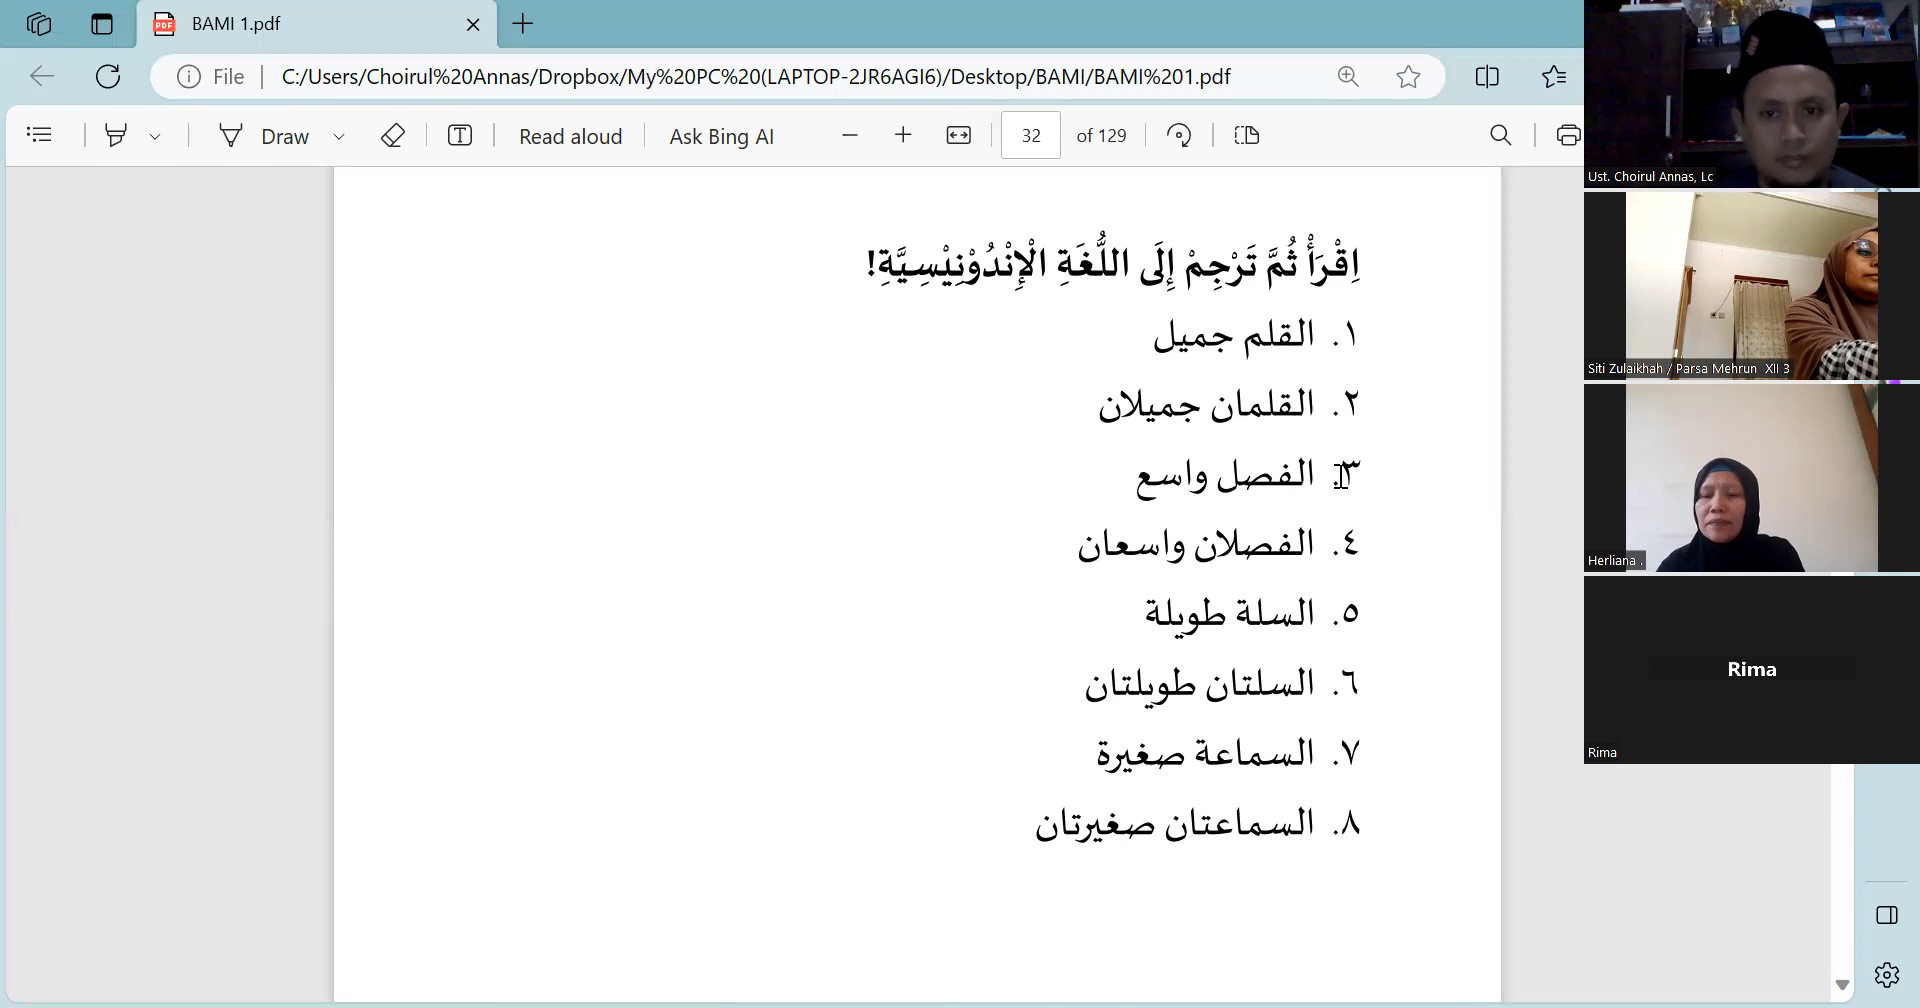 BAMI 1.pdf
File
C:/Users/Choirul%20Annas/Dropbox/My%20PC%20(LAPTOP-2JR6AGI6)/Desktop/BAMI/BAMI%201.pdf
Draw
Read aloud
Ask Bing AI
32 of 129
اِقْرَأْ ثُمَّ تَرْجِمْ إِلَى اللُّغَةِ الْإِنْدُوْنِيْسِيَّةِ!
١. القلم جميل
٢. القلمان جميلان
٣. الفصل واسع
٤. الفصلان واسعان
٥. السلة طويلة
٦. السلتان طويلتان
٧. السماعة صغيرة
٨. السماعتان صغيرتان
Ust. Choirul Annas, Lc
Siti Zulaikhah / Parsa Mehrun XII 3
Herliana .
Rima
Rima